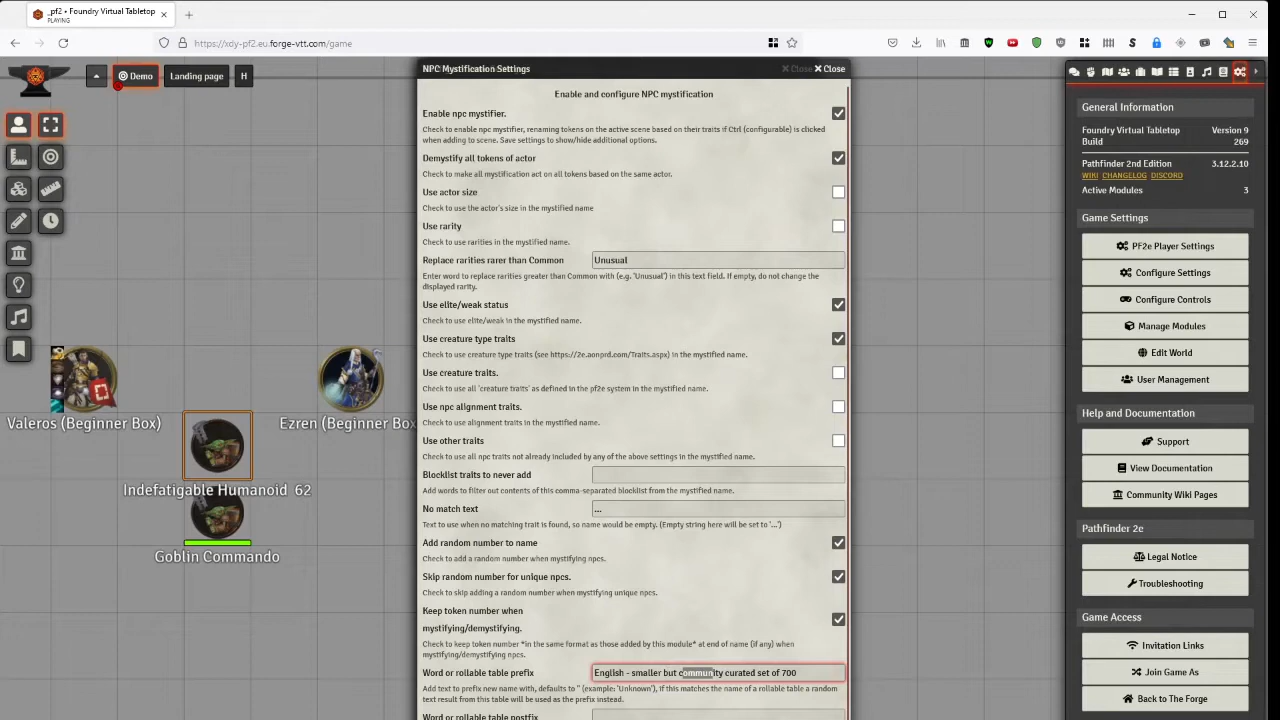 _pf2 • Foundry Virtual Tabletop
PLAYING
https://xdy-pf2.eu.forge-vtt.com/game
Demo
Landing page
H
Valeros (Beginner Box)
Ezren (Beginner Box
Indefatigable Humanoid 62
Goblin Commando
NPC Mystification Settings
Close
Close
Enable and configure NPC mystification
Enable npc mystifier.
Check to enable npc mystifier, renaming tokens on the active scene based on their traits if Ctrl (configurable) is clicked
when adding to scene. Save settings to show/hide additional options.
Demystify all tokens of actor
Check to make all mystification act on all tokens based on the same actor.
Use actor size
Check to use the actor's size in the mystified name
Use rarity
Check to use rarities in the mystified name.
Replace rarities rarer than Common
Unusual
Enter word to replace rarities greater than Common with (e.g. 'Unusual') in this text field. If empty, do not change the
displayed rarity.
Use elite/weak status
Check to use elite/weak in the mystified name.
Use creature type traits
Check to use creature type traits (see https://2e.aonprd.com/Traits.aspx) in the mystified name.
Use creature traits.
Check to use all 'creature traits' as defined in the pf2e system in the mystified name.
Use npc alignment traits.
Check to use alignment traits in the mystified name.
Use other traits
Check to use all npc traits not already included by any of the above settings in the mystified name.
Blocklist traits to never add
Add words to filter out contents of this comma-separated blocklist from the mystified name.
No match text
...
Text to use when no matching trait is found, so name would be empty. (Empty string here will be set to '...')
Add random number to name
Check to add a random number when mystifying npcs.
Skip random number for unique npcs.
Check to skip adding a random number when mystifying unique npcs.
Keep token number when
mystifying/demystifying.
Check to keep token number *in the same format as those added by this module* at end of name (if any) when
mystifying/demystifying npcs.
Word or rollable table prefix
English - smaller but community curated set of 700
Add text to prefix new name with, defaults to '' (example: 'Unknown'), if this matches the name of a rollable table a random
text result from this table will be used as the prefix instead.
Word or rollable table postfix
General Information
Foundry Virtual Tabletop
Version 9
Build
269
Pathfinder 2nd Edition
3.12.2.10
WIKI CHANGELOG DISCORD
Active Modules
3
Game Settings
PF2e Player Settings
Configure Settings
Configure Controls
Manage Modules
Edit World
User Management
Help and Documentation
Support
View Documentation
Community Wiki Pages
Pathfinder 2e
Legal Notice
Troubleshooting
Game Access
Invitation Links
Join Game As
Back to The Forge